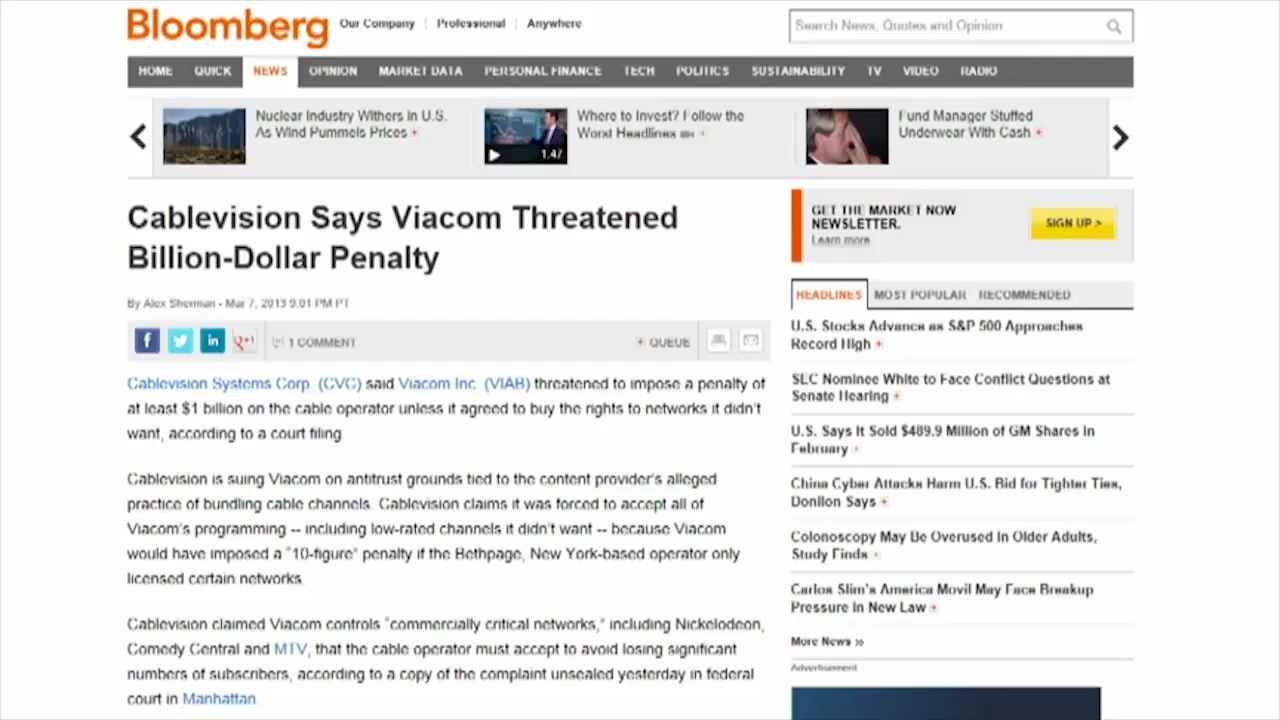 Bloomberg
Our Company
Professional
Anywhere
Search News, Quotes and Opinion
HOME
QUICK
NEWS
OPINION
MARKET DATA
PERSONAL FINANCE
TECH
POLITICS
SUSTAINABILITY
TV
VIDEO
RADIO
Nuclear Industry Withers in U.S.
As Wind Pummels Prices +
Where to Invest? Follow the
Worst Headlines
1:47
Fund Manager Stuffed
Underwear With Cash +
Cablevision Says Viacom Threatened
Billion-Dollar Penalty
By Alex Sherman - Mar 7, 2013 9:01 PM PT
f
in
+1
1 COMMENT
+ QUEUE
Cablevision Systems Corp. (CVC) said Viacom Inc. (VIAB) threatened to impose a penalty of
at least $1 billion on the cable operator unless it agreed to buy the rights to networks it didn't
want, according to a court filing
Cablevision is suing Viacom on antitrust grounds tied to the content provider's alleged
practice of bundling cable channels. Cablevision claims it was forced to accept all of
Viacom's programming -- including low-rated channels it didn't want -- because Viacom
would have imposed a "10-figure" penalty if the Bethpage, New York-based operator only
licensed certain networks.
Cablevision claimed Viacom controls "commercially critical networks," including Nickelodeon,
Comedy Central and MTV, that the cable operator must accept to avoid losing significant
numbers of subscribers, according to a copy of the complaint unsealed yesterday in federal
court in Manhattan.
GET THE MARKET NOW
NEWSLETTER.
Learn more
SIGN UP >
HEADLINES
MOST POPULAR
RECOMMENDED
U.S. Stocks Advance as S&P 500 Approaches
Record High +
SEC Nominee White to Face Conflict Questions at
Senate Hearing +
U.S. Says It Sold $489.9 Million of GM Shares in
February +
China Cyber Attacks Harm U.S. Bid for Tighter Ties,
Donilon Says +
Colonoscopy May Be Overused in Older Adults,
Study Finds +
Carlos Slim's America Movil May Face Breakup
Pressure in New Law +
More News »
Advertisement